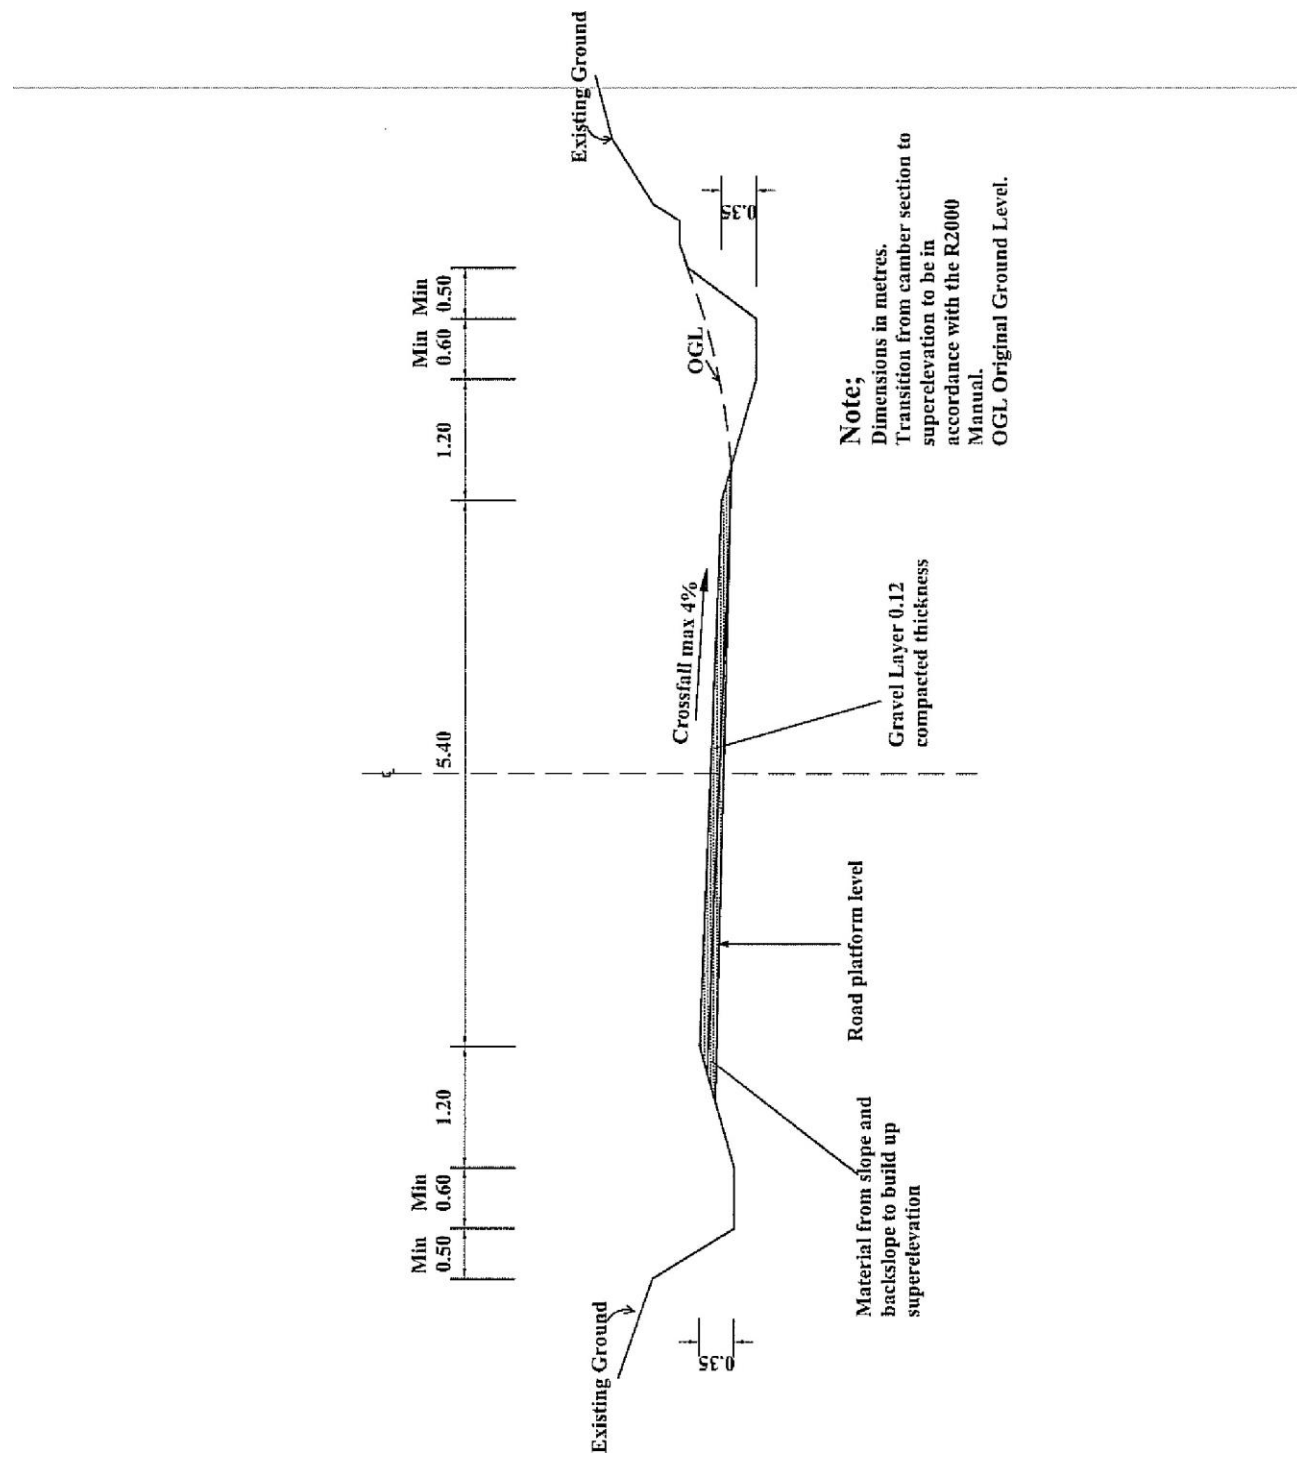 Min
0.50
Min
0.60
1.20
5.40
1.20
Min
0.60
Min
0.50
Existing Ground
Existing Ground
OGL
Crossfall max 4%
0.35
0.35
Material from slope and
backslope to build up
superelevation
Road platform level
Gravel Layer 0.12
compacted thickness
Note;
Dimensions in metres.
Transition from camber section to
superelevation to be in
accordance with the R2000
Manual.
OGL Original Ground Level.